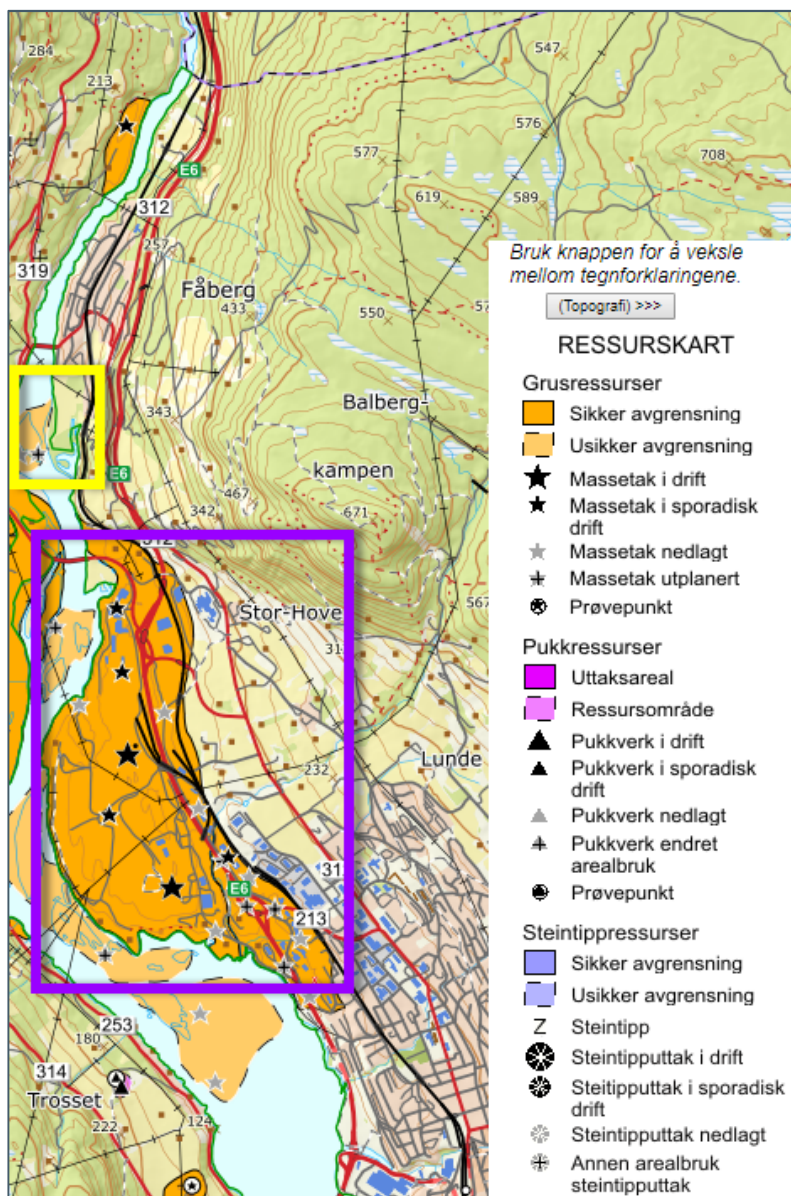 284
213
547
576
577
708
E6
619
589
312
257
319
Fåberg
433
550
57
343
Balberg-
kampen
E6
467
342
671
312
567
Stor-Hove
31
232
Lunde
31
E6
213
253
180
314
Trosset
222
124
Bruk knappen for å veksle
mellom tegnforklaringene.
(Topografi) >>>
RESSURSKART
Grusressurser
Sikker avgrensning
Usikker avgrensning
Massetak i drift
Massetak i sporadisk
drift
Massetak nedlagt
Massetak utplanert
Prøvepunkt
Pukkressurser
Uttaksareal
Ressursområde
Pukkverk i drift
Pukkverk i sporadisk
drift
Pukkverk nedlagt
Pukkverk endret
arealbruk
Prøvepunkt
Steintippressurser
Sikker avgrensning
Usikker avgrensning
Z Steintipp
Steintipputtak i drift
Steitipputtak i sporadisk
drift
Steintipputtak nedlagt
Annen arealbruk
steintipputtak